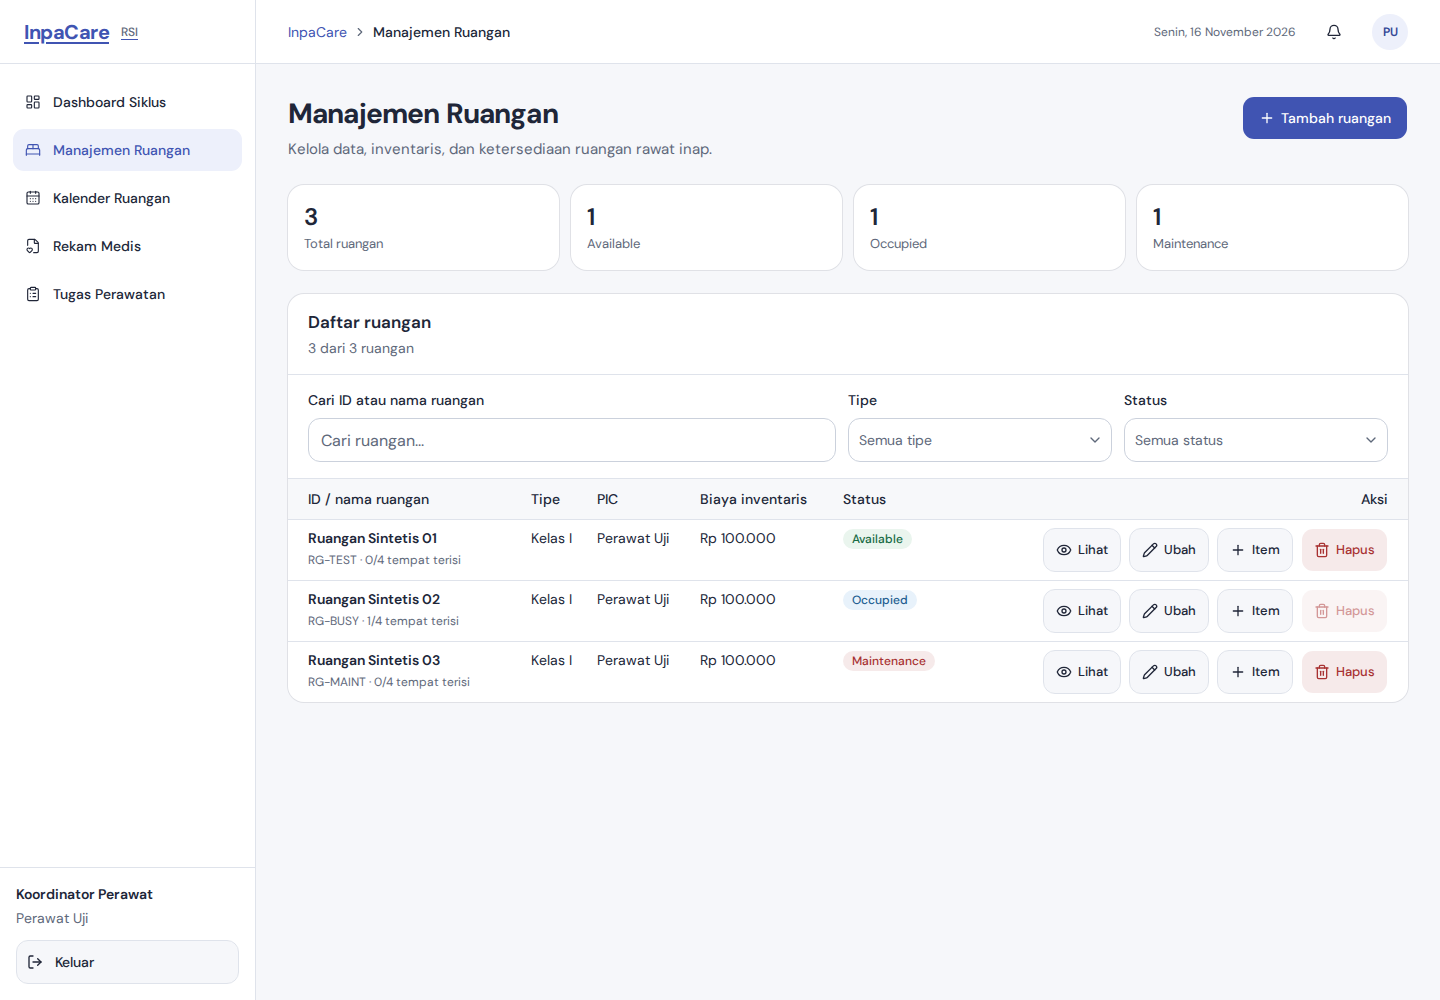 InpaCare RSI
InpaCare > Manajemen Ruangan
Senin, 16 November 2026
PU
Dashboard Siklus
Manajemen Ruangan
Kalender Ruangan
Rekam Medis
Tugas Perawatan
Koordinator Perawat
Perawat Uji
Keluar
Manajemen Ruangan
Kelola data, inventaris, dan ketersediaan ruangan rawat inap.
+ Tambah ruangan
3
Total ruangan
1
Available
1
Occupied
1
Maintenance
Daftar ruangan
3 dari 3 ruangan
Cari ID atau nama ruangan
Cari ruangan...
Tipe
Semua tipe
Status
Semua status
ID / nama ruangan Tipe PIC Biaya inventaris Status Aksi
Ruangan Sintetis 01 Kelas I Perawat Uji Rp 100.000 Available Lihat Ubah + Item Hapus
RG-TEST · 0/4 tempat terisi
Ruangan Sintetis 02 Kelas I Perawat Uji Rp 100.000 Occupied Lihat Ubah + Item Hapus
RG-BUSY · 1/4 tempat terisi
Ruangan Sintetis 03 Kelas I Perawat Uji Rp 100.000 Maintenance Lihat Ubah + Item Hapus
RG-MAINT · 0/4 tempat terisi